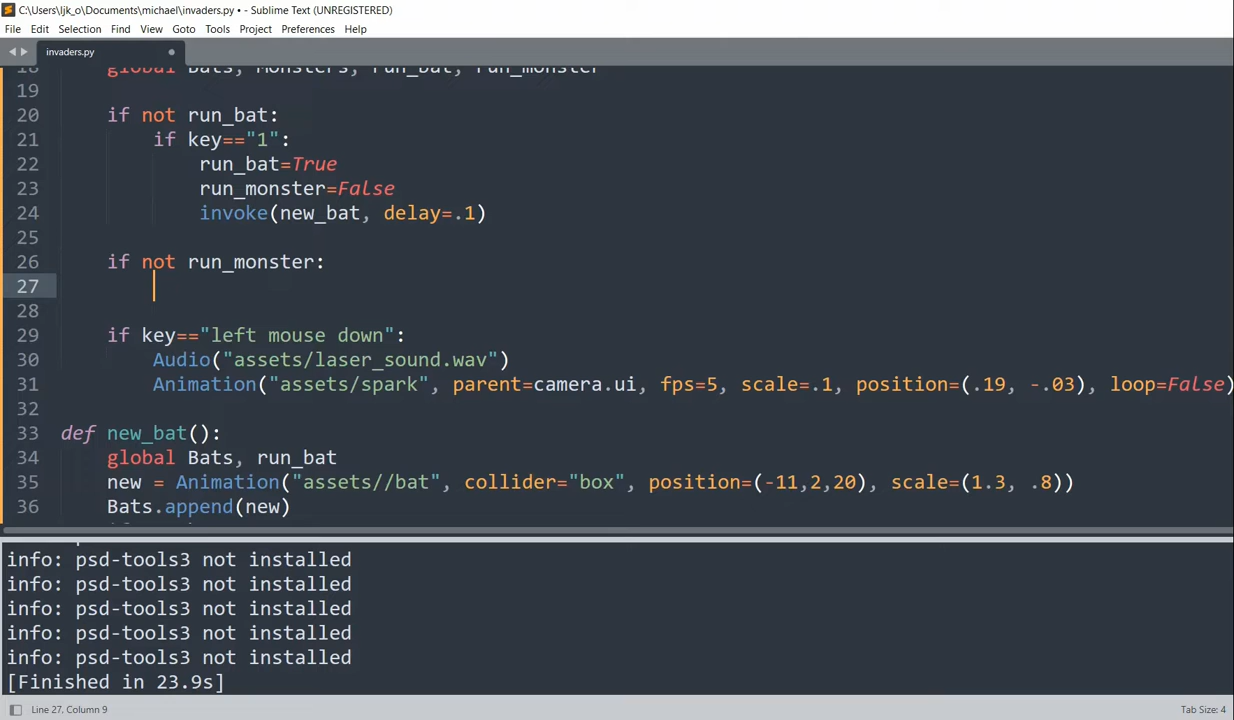 C:\Users\ljk_o\Documents\michael\invaders.py • - Sublime Text (UNREGISTERED)
File Edit Selection Find View Goto Tools Project Preferences Help
invaders.py
18 global Bats, Monsters, run_bat, run_monster
19
20 if not run_bat:
21 if key=="1":
22 run_bat=True
23 run_monster=False
24 invoke(new_bat, delay=.1)
25
26 if not run_monster:
27
28
29 if key=="left mouse down":
30 Audio("assets/laser_sound.wav")
31 Animation("assets/spark", parent=camera.ui, fps=5, scale=.1, position=(.19, -.03), loop=False)
32
33 def new_bat():
34 global Bats, run_bat
35 new = Animation("assets//bat", collider="box", position=(-11,2,20), scale=(1.3, .8))
36 Bats.append(new)
info: psd-tools3 not installed
info: psd-tools3 not installed
info: psd-tools3 not installed
info: psd-tools3 not installed
info: psd-tools3 not installed
[Finished in 23.9s]
Line 27, Column 9 Tab Size: 4